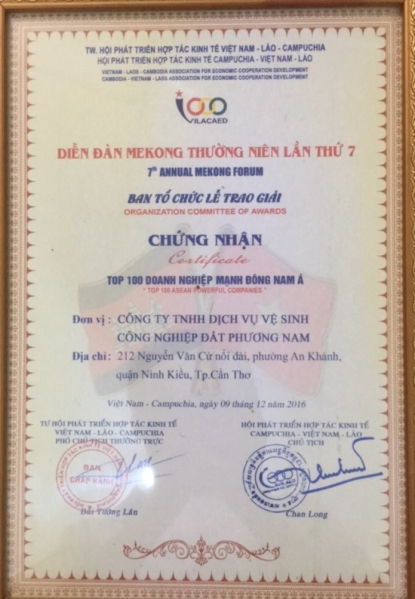 TW. HỘI PHÁT TRIỂN HỢP TÁC KINH TẾ VIỆT NAM - LÀO - CAMPUCHIA
HỘI PHÁT TRIỂN HỢP TÁC KINH TẾ CAMPUCHIA - VIỆT NAM - LÀO
VIETNAM - LAOS - CAMBODIA ASSOCIATION FOR ECONOMIC COOPERATION DEVELOPMENT
CAMBODIA - VIETNAM - LAOS ASSOCIATION FOR ECONOMIC COOPERATION DEVELOPMENT
VILACAED
DIỄN ĐÀN MEKONG THƯỜNG NIÊN LẦN THỨ 7
7th ANNUAL MEKONG FORUM
BAN TỔ CHỨC LỄ TRAO GIẢI
ORGANIZATION COMMITTEE OF AWARDS
CHỨNG NHẬN
Certificate
TOP 100 DOANH NGHIỆP MẠNH ĐÔNG NAM Á
" TOP 100 ASEAN POWERFUL COMPANIES "
Đơn vị : CÔNG TY TNHH DỊCH VỤ VỆ SINH
CÔNG NGHIỆP ĐẤT PHƯƠNG NAM
Địa chỉ : 212 Nguyễn Văn Cừ nối dài, phường An Khánh,
quận Ninh Kiều, Tp.Cần Thơ
Việt Nam - Campuchia, ngày 09 tháng 12 năm 2016
TƯ HỘI PHÁT TRIỂN HỢP TÁC KINH TẾ
VIỆT NAM - LÀO - CAMPUCHIA
PHÓ CHỦ TỊCH THƯỜNG TRỰC
BAN
CHẤP HÀNH
Bùi Tường Lân
HỘI PHÁT TRIỂN HỢP TÁC KINH TẾ
CAMPUCHIA - VIỆT NAM - LÀO
CHỦ TỊCH
Chan Long